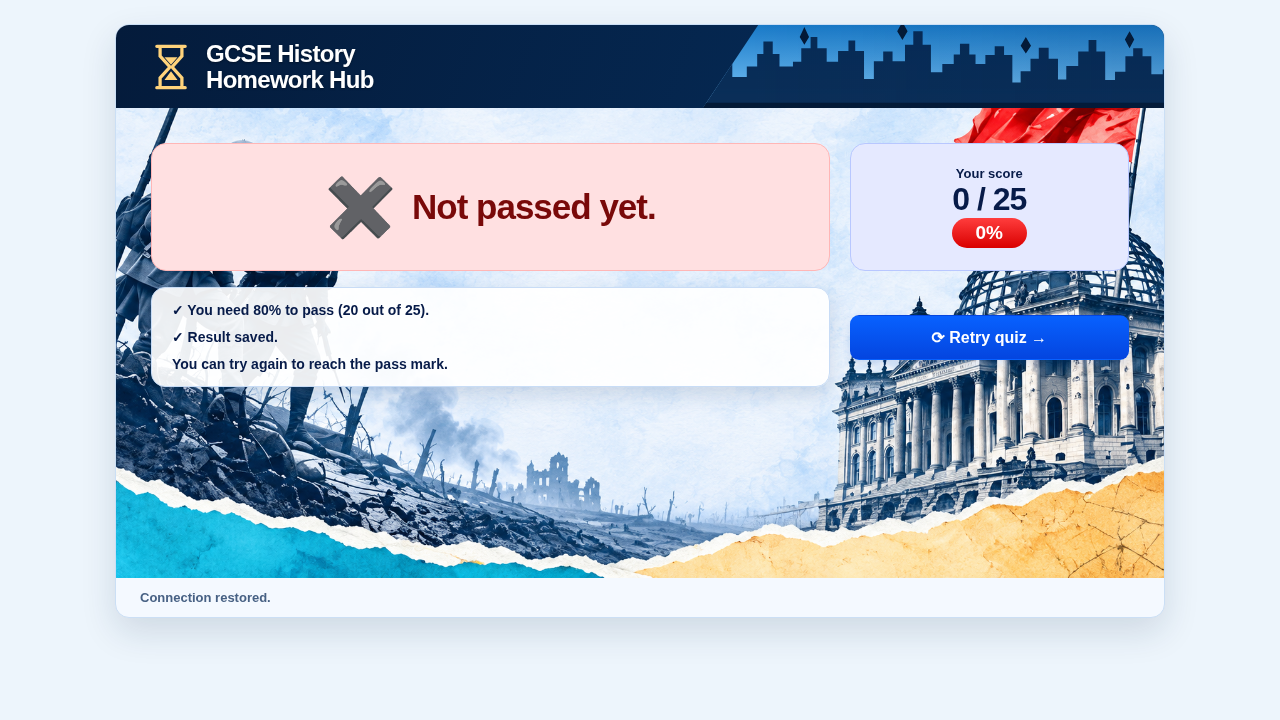 GCSE History
Homework Hub
✖ Not passed yet.
Your score
0 / 25
0%
✓ You need 80% to pass (20 out of 25).
✓ Result saved.
You can try again to reach the pass mark.
⟳ Retry quiz →
Connection restored.